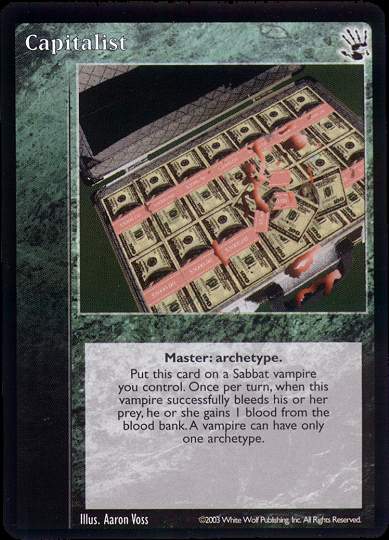 Capitalist
Master: archetype.
Put this card on a Sabbat vampire
you control. Once per turn, when this
vampire successfully bleeds his or her
prey, he or she gains 1 blood from the
blood bank. A vampire can have only
one archetype.
Illus. Aaron Voss
©2003 White Wolf Publishing, Inc. All Rights Reserved.